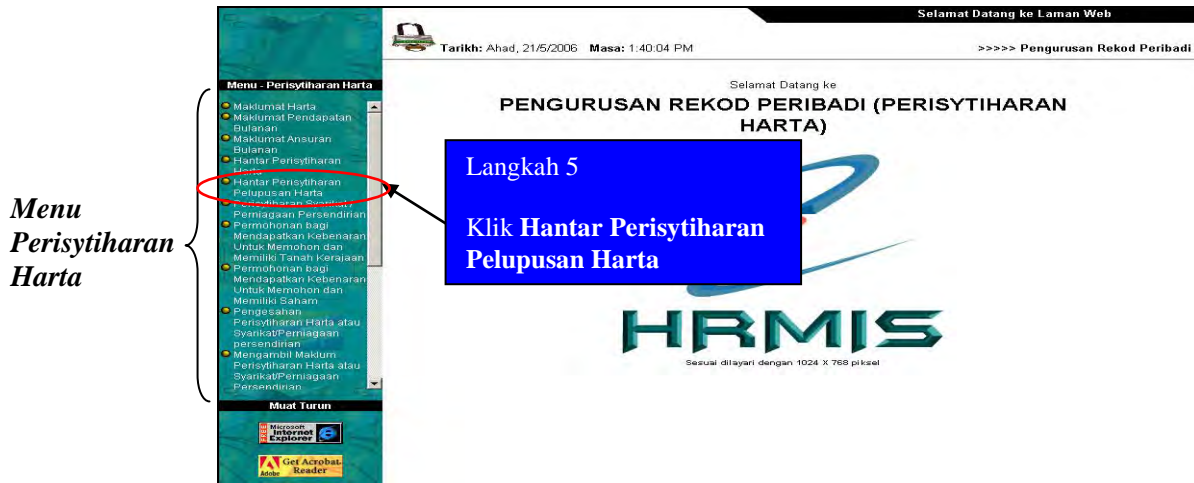 Selamat Datang ke Laman Web
Tarikh: Ahad, 21/5/2006 Masa: 1:40:04 PM
>>>>> Pengurusan Rekod Peribadi
Menu - Perisytiharan Harta
Maklumat Harta
Maklumat Pendapatan
Bulanan
Maklumat Ansuran
Bulanan
Hantar Perisytiharan
Harta
Hantar Perisytiharan
Pelupusan Harta
Perisytiharan Syarikat /
Perniagaan Persendirian
Permohonan bagi
Mendapatkan Kebenaran
Untuk Memohon dan
Memiliki Tanah Kerajaan
Permohonan bagi
Mendapatkan Kebenaran
Untuk Memohon dan
Memiliki Saham
Pengesahan
Perisytiharan Harta atau
Syarikat/Perniagaan
persendirian
Mengambil Maklum
Perisytiharan Harta atau
Syarikat/Perniagaan
Persendirian
Muat Turun
FREE
Microsoft
Internet
Explorer
Get Acrobat
Reader
Adobe
Menu
Perisytiharan
Harta
Selamat Datang ke
PENGURUSAN REKOD PERIBADI (PERISYTIHARAN
HARTA)
Langkah 5
Klik Hantar Perisytiharan
Pelupusan Harta
HRMIS
Sesuai dilayari dengan 1024 X 768 piksel